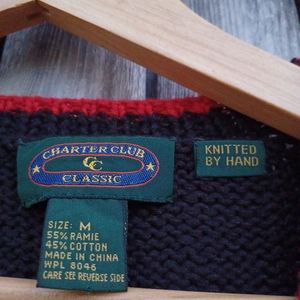 CHARTER CLUB
CC
CLASSIC
KNITTED
BY HAND
SIZE: M
55% RAMIE
45% COTTON
MADE IN CHINA
WPL 8046
CARE SEE REVERSE SIDE